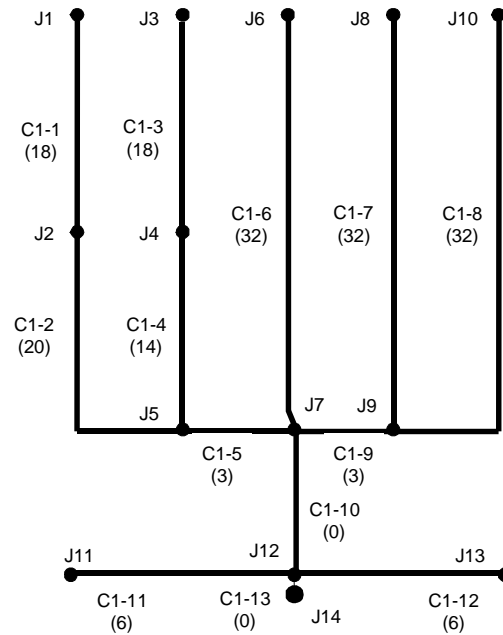 J1
J3
J6
J8
J10
C1-1
(18)
C1-3
(18)
C1-6
(32)
C1-7
(32)
C1-8
(32)
J2
J4
C1-2
(20)
C1-4
(14)
J5
J7
J9
C1-5
(3)
C1-9
(3)
C1-10
(0)
J11
J12
J13
C1-11
(6)
C1-13
(0)
J14
C1-12
(6)